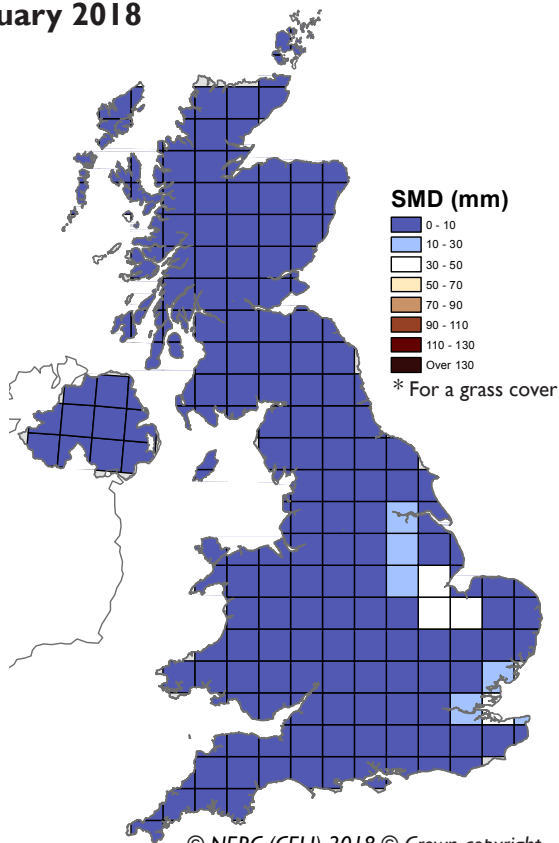 uary 2018
SMD (mm)
0 - 10
10 - 30
30 - 50
50 - 70
70 - 90
90 - 110
110 - 130
Over 130
* For a grass cover
© NERC (CEH) 2018 © Crown copyright